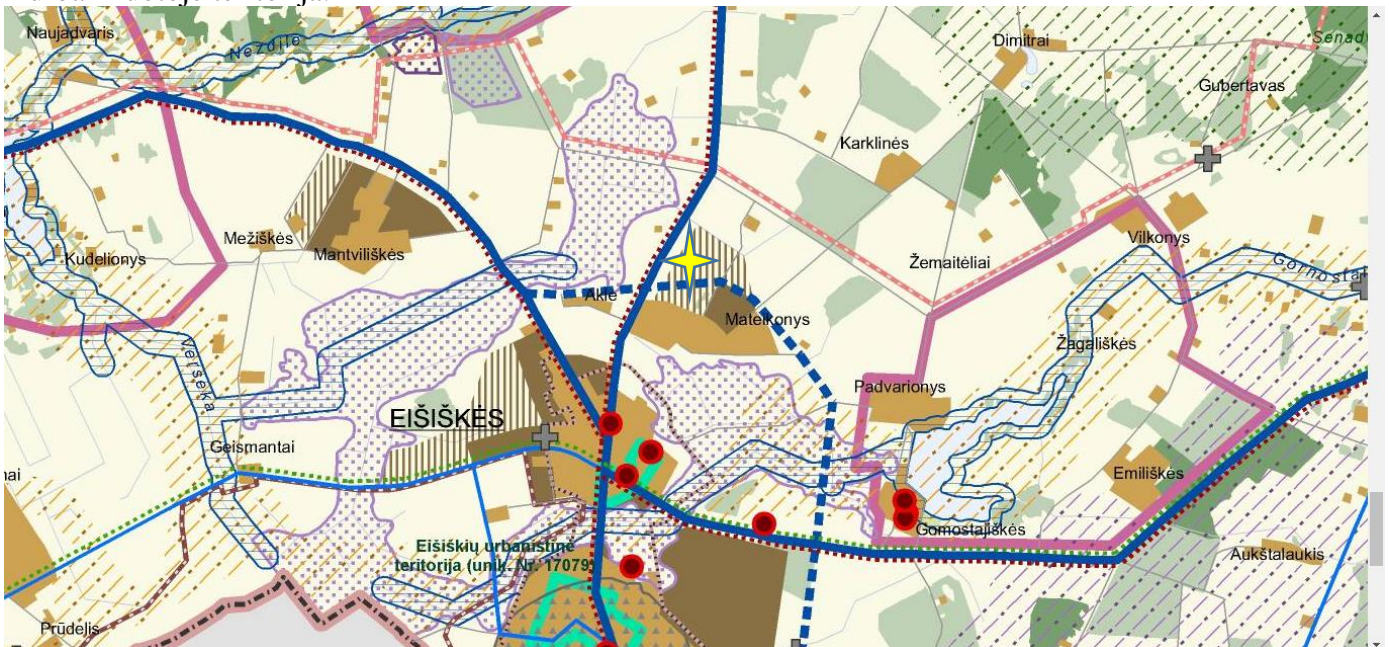 Naujadvaris
Nezdilė
Dimitrai
Gubertavas
Karklinės
Mežiškės
Mantviliškės
Kudelionys
Žemaitėliai
Vilkonys
Aklė
Mateikonys
Žagališkės
Verseka
Padvarionys
EIŠIŠKĖS
Geismantai
Emiliškės
Gornostajiškės
Eišiškių urbanistinė
teritorija (unik. Nr. 17079)
Aukštalaukis
Prūdelis